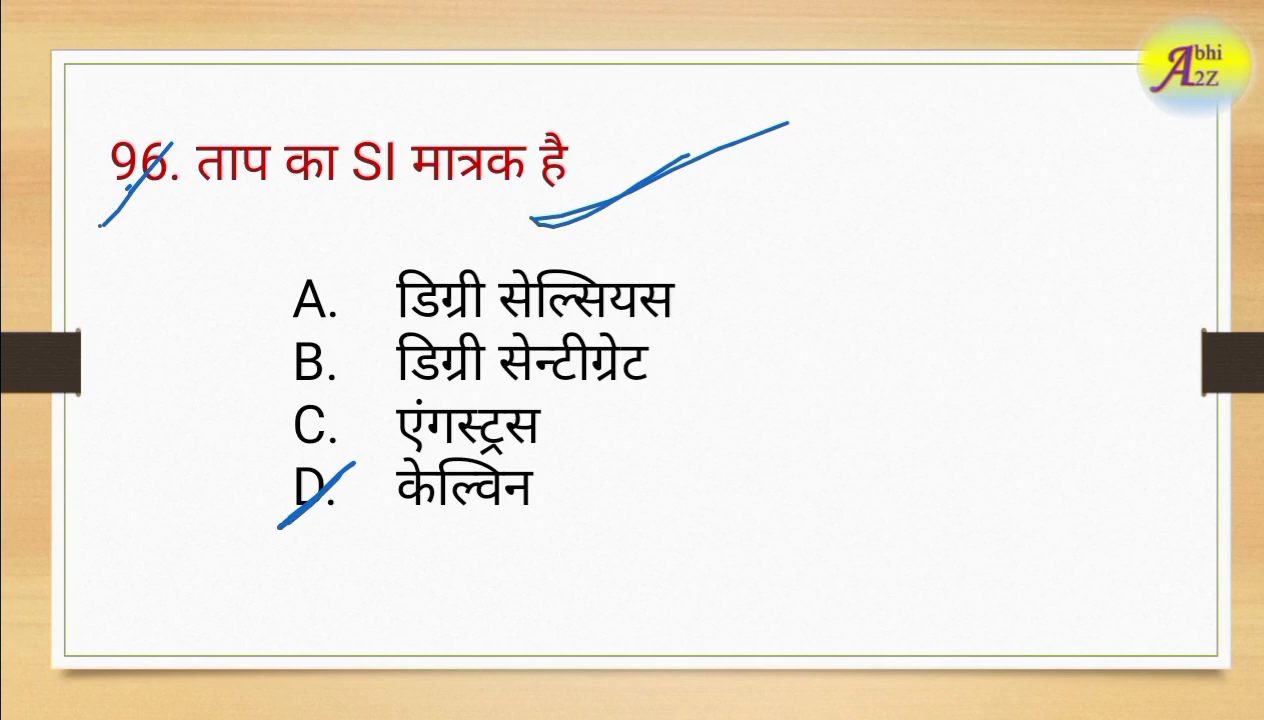 Abhi
A2Z
96. ताप का SI मात्रक है
A. डिग्री सेल्सियस
B. डिग्री सेन्टीग्रेट
C. एंगस्ट्रस
D. केल्विन